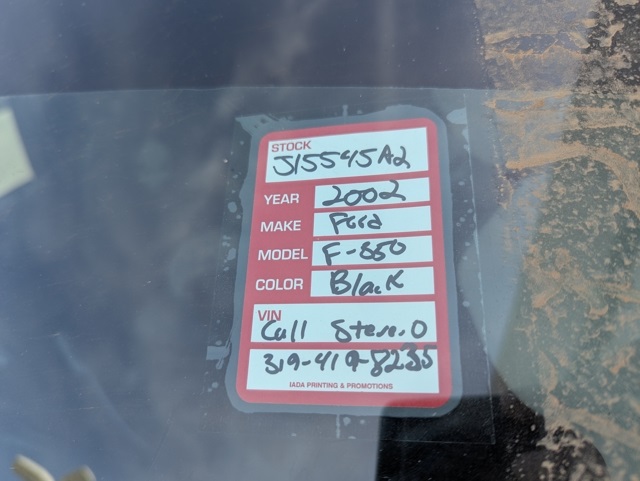 STOCK
J15545A2
YEAR 2002
MAKE Ford
MODEL F-550
COLOR Black
VIN
Call Steve.O
319-419-8235
IADA PRINTING & PROMOTIONS